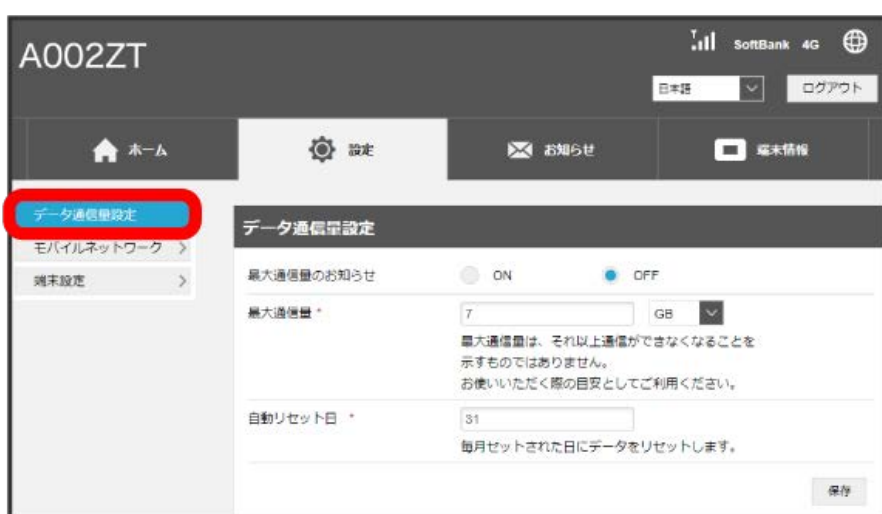 A002ZT
SoftBank 4G
日本語
ログアウト
ホーム
設定
お知らせ
端末情報
データ通信量設定
モバイルネットワーク
端末設定
データ通信量設定
最大通信量のお知らせ ON OFF
最大通信量 * 7 GB
最大通信量は、それ以上通信ができなくなることを
示すものではありません。
お使いいただく際の目安としてご利用ください。
自動リセット日 * 31
毎月セットされた日にデータをリセットします。
保存